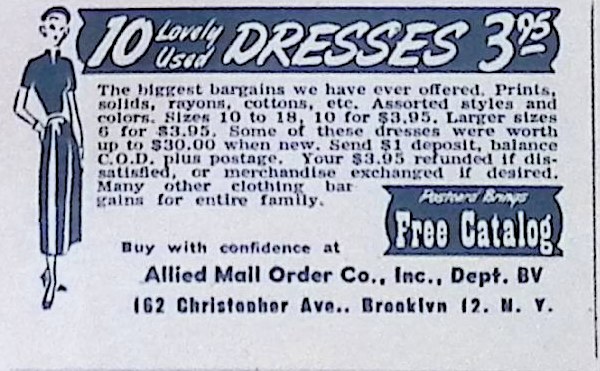 10 Lovely Used DRESSES 3.95
The biggest bargains we have ever offered. Prints,
solids, rayons, cottons, etc. Assorted styles and
colors. Sizes 10 to 18, 10 for $3.95. Larger sizes
6 for $3.95. Some of these dresses were worth
up to $30.00 when new. Send $1 deposit, balance
C.O.D. plus postage. Your $3.95 refunded if dis-
satisfied, or merchandise exchanged if desired.
Many other clothing bar
gains for entire family.
Postcard Brings
Free Catalog
Buy with confidence at
Allied Mail Order Co., Inc., Dept. BV
162 Christopher Ave., Brooklyn 12, N. Y.